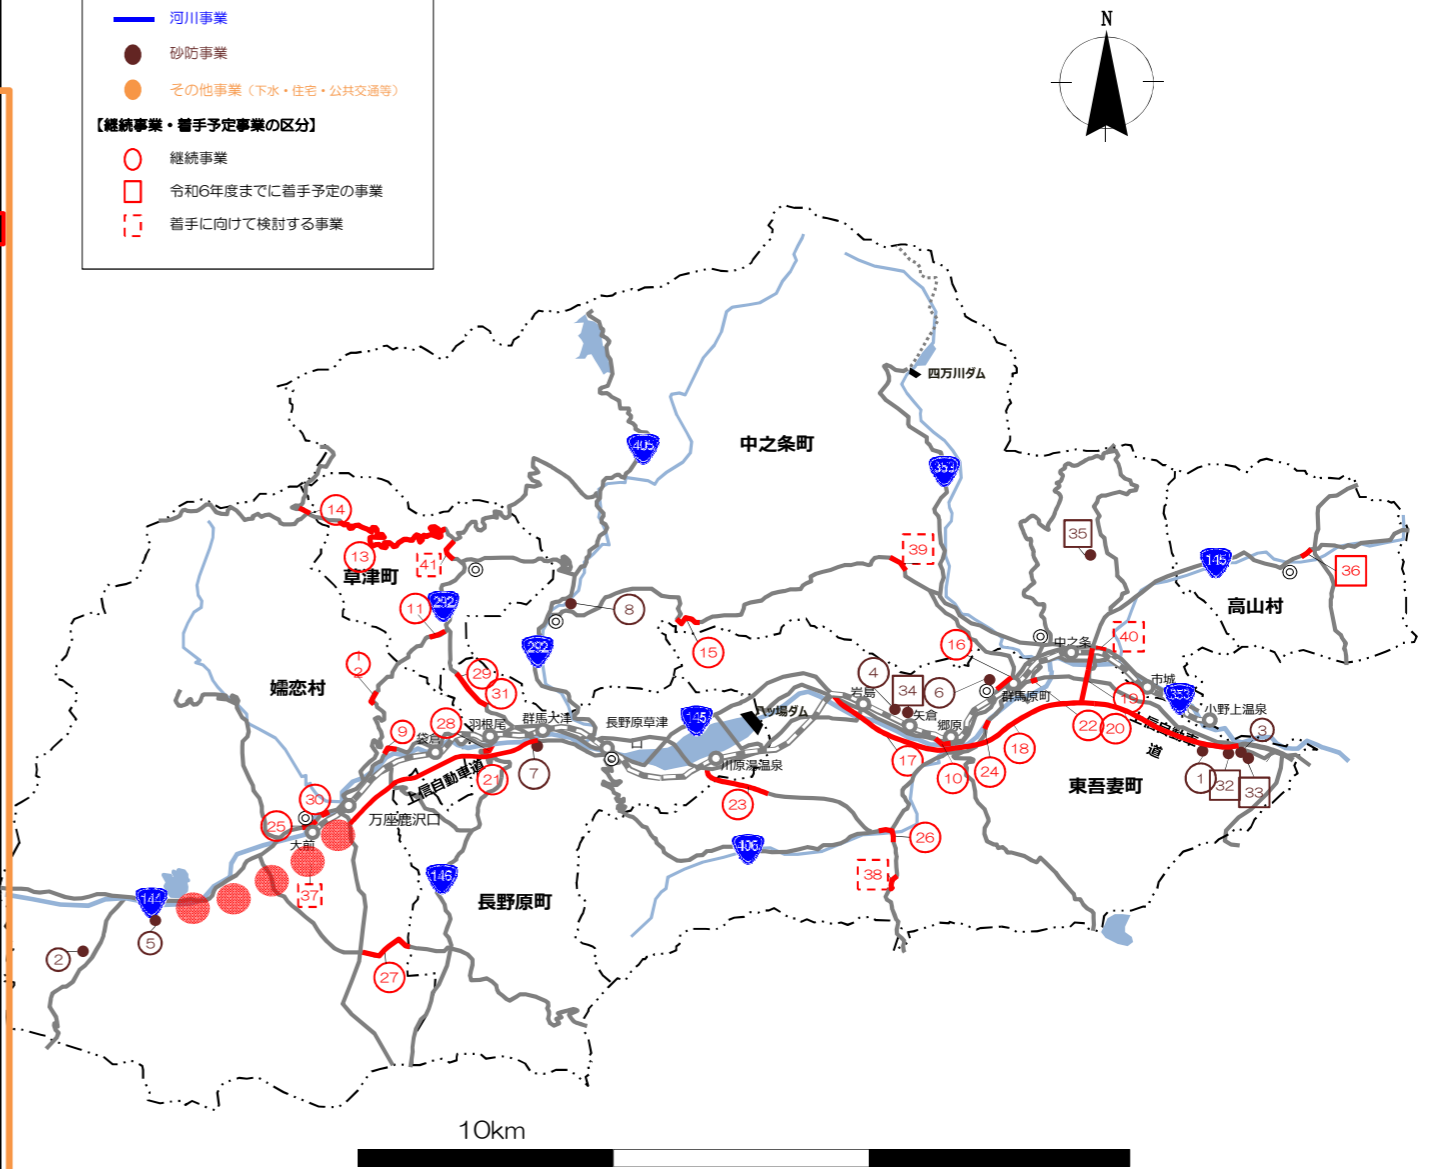 河川事業
砂防事業
その他事業（下水・住宅・公共交通等）
【継続事業・着手予定事業の区分】
継続事業
令和6年度までに着手予定の事業
着手に向けて検討する事業
N
四万川ダム
405
中之条町
353
14
13
41
草津町
39
35
145
36
高山村
292
11
8
292
15
16
中之条
40
12
嬬恋村
29
31
4
34
6
岩島
矢倉
郷原
群馬原町
19
市城
353
小野上温泉
28
羽根尾
群馬大津
長野原草津
口
145
八ッ場ダム
9
袋倉
21
7
川原湯温泉
17
10
24
18
22
20
上信自動車
道
3
1
32
33
東吾妻町
上信自動車道
30
25
大前
万座鹿沢口
23
26
37
146
406
38
長野原町
144
5
2
27
10km